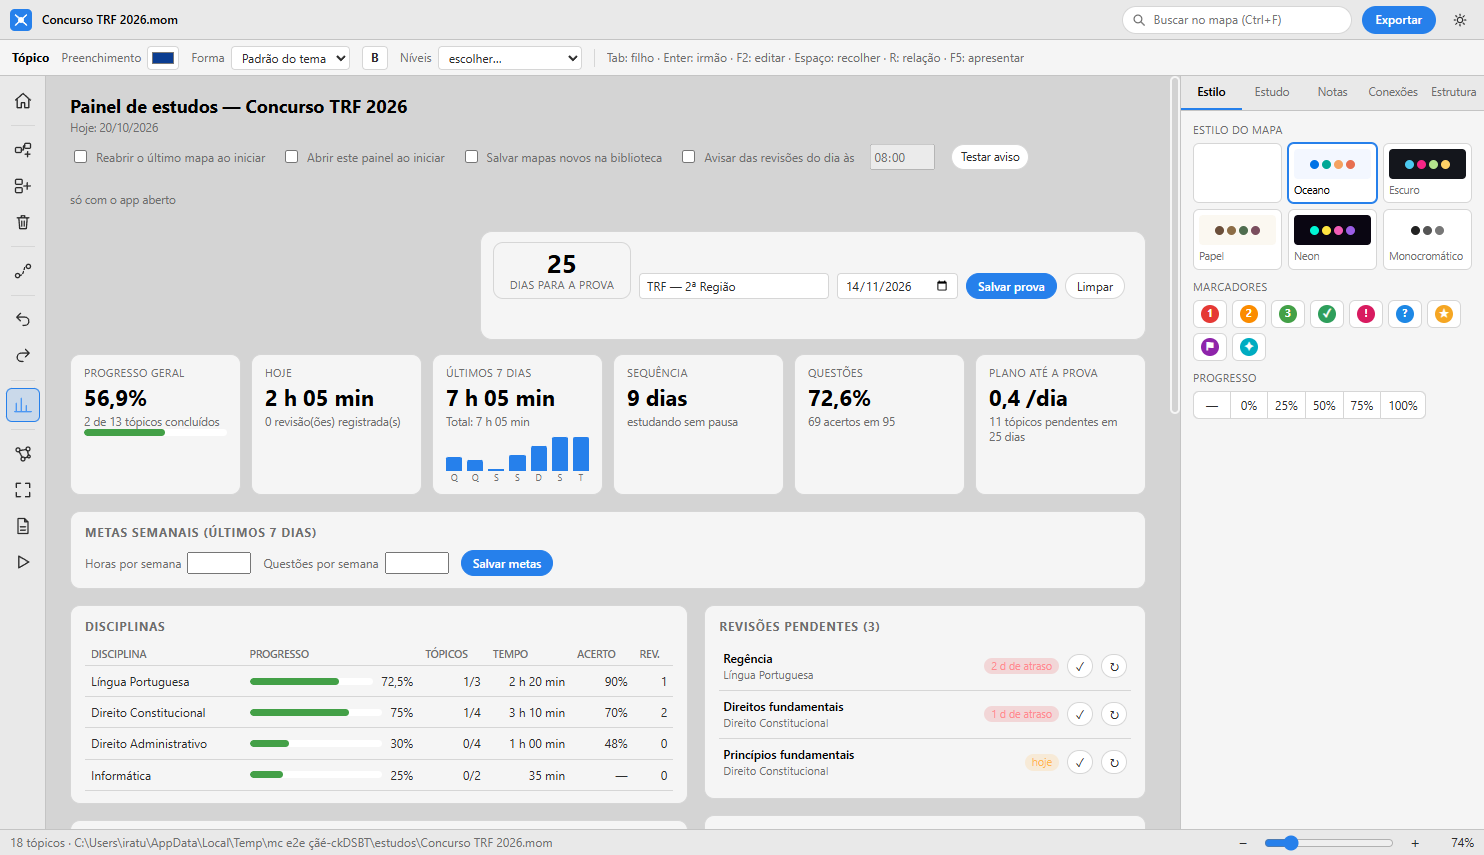 Concurso TRF 2026.mom
Buscar no mapa (Ctrl+F)
Exportar
Tópico Preenchimento Forma Padrão do tema B Níveis escolher... Tab: filho · Enter: irmão · F2: editar · Espaço: recolher · R: relação · F5: apresentar
Painel de estudos — Concurso TRF 2026
Hoje: 20/10/2026
Reabrir o último mapa ao iniciar Abrir este painel ao iniciar Salvar mapas novos na biblioteca Avisar das revisões do dia às 08:00 Testar aviso
só com o app aberto
25
DIAS PARA A PROVA
TRF — 2ª Região 14/11/2026 Salvar prova Limpar
PROGRESSO GERAL
56,9%
2 de 13 tópicos concluídos
HOJE
2 h 05 min
0 revisão(ões) registrada(s)
ÚLTIMOS 7 DIAS
7 h 05 min
Total: 7 h 05 min
Q Q S S D S T
SEQUÊNCIA
9 dias
estudando sem pausa
QUESTÕES
72,6%
69 acertos em 95
PLANO ATÉ A PROVA
0,4 /dia
11 tópicos pendentes em
25 dias
METAS SEMANAIS (ÚLTIMOS 7 DIAS)
Horas por semana Questões por semana Salvar metas
DISCIPLINAS
DISCIPLINA PROGRESSO TÓPICOS TEMPO ACERTO REV.
Língua Portuguesa 72,5% 1/3 2 h 20 min 90% 1
Direito Constitucional 75% 1/4 3 h 10 min 70% 2
Direito Administrativo 30% 0/4 1 h 00 min 48% 0
Informática 25% 0/2 35 min — 0
REVISÕES PENDENTES (3)
Regência
Língua Portuguesa
2 d de atraso ✓ ↻
Direitos fundamentais
Direito Constitucional
1 d de atraso ✓ ↻
Princípios fundamentais
Direito Constitucional
hoje ✓ ↻
Estilo Estudo Notas Conexões Estrutura
ESTILO DO MAPA
Oceano
Escuro
Papel
Neon
Monocromático
MARCADORES
1 2 3 ✓ ! ? ★
PROGRESSO
— 0% 25% 50% 75% 100%
18 tópicos · C:\Users\iratu\AppData\Local\Temp\mc e2e çãé-ckDSBT\estudos\Concurso TRF 2026.mom
− + 74%